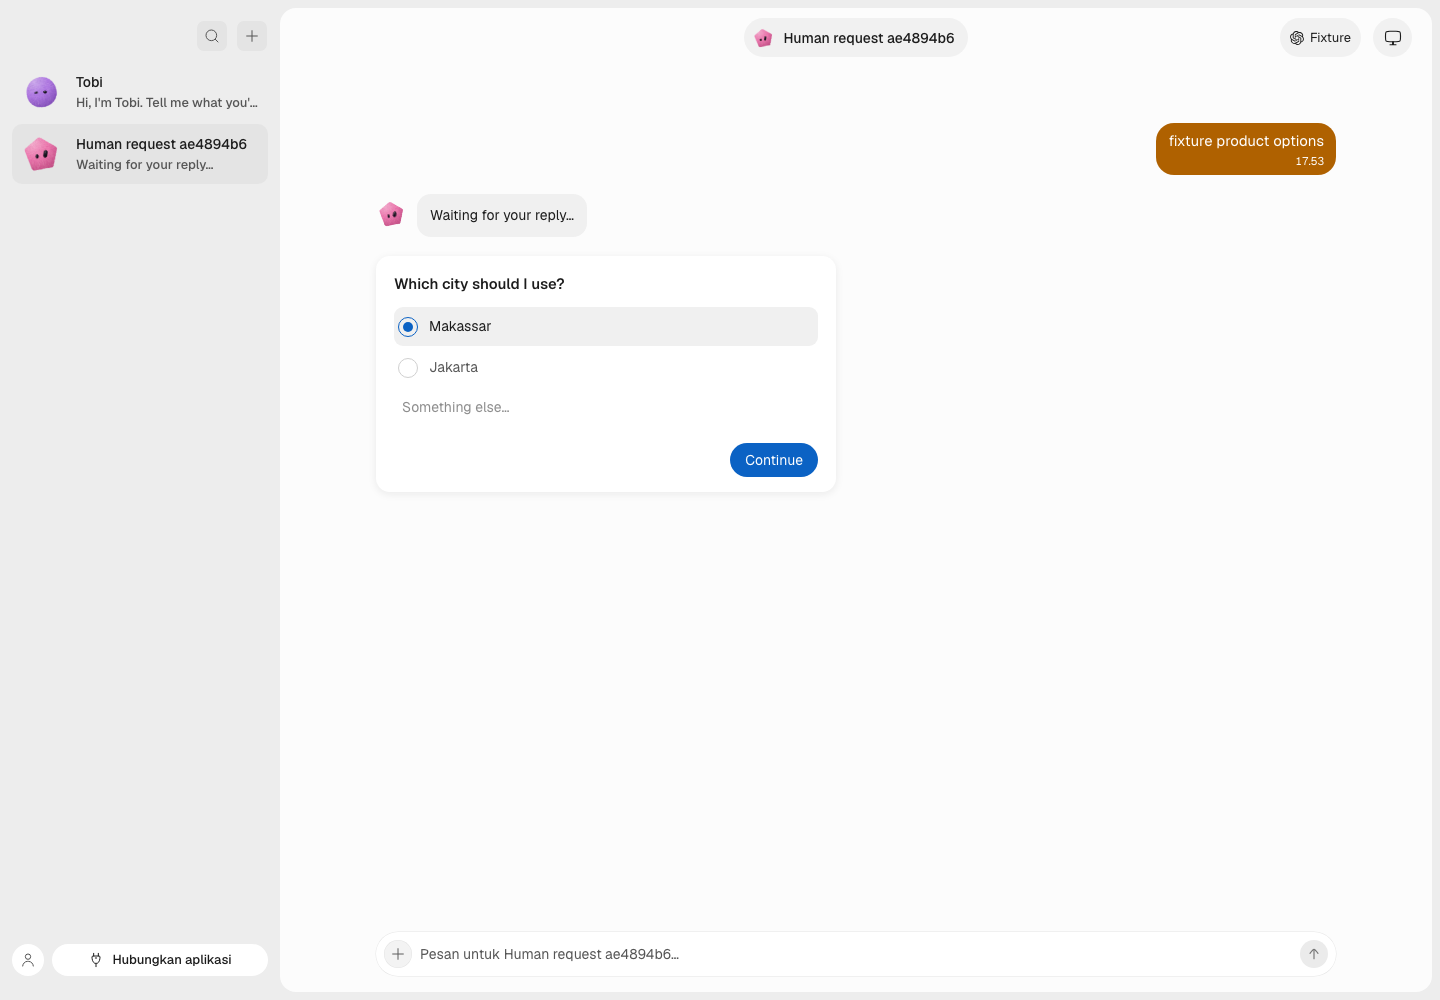 Tobi
Hi, I'm Tobi. Tell me what you'...
Human request ae4894b6
Waiting for your reply...
Hubungkan aplikasi
Human request ae4894b6
Fixture
fixture product options
17.53
Waiting for your reply...
Which city should I use?
Makassar
Jakarta
Something else...
Continue
Pesan untuk Human request ae4894b6...